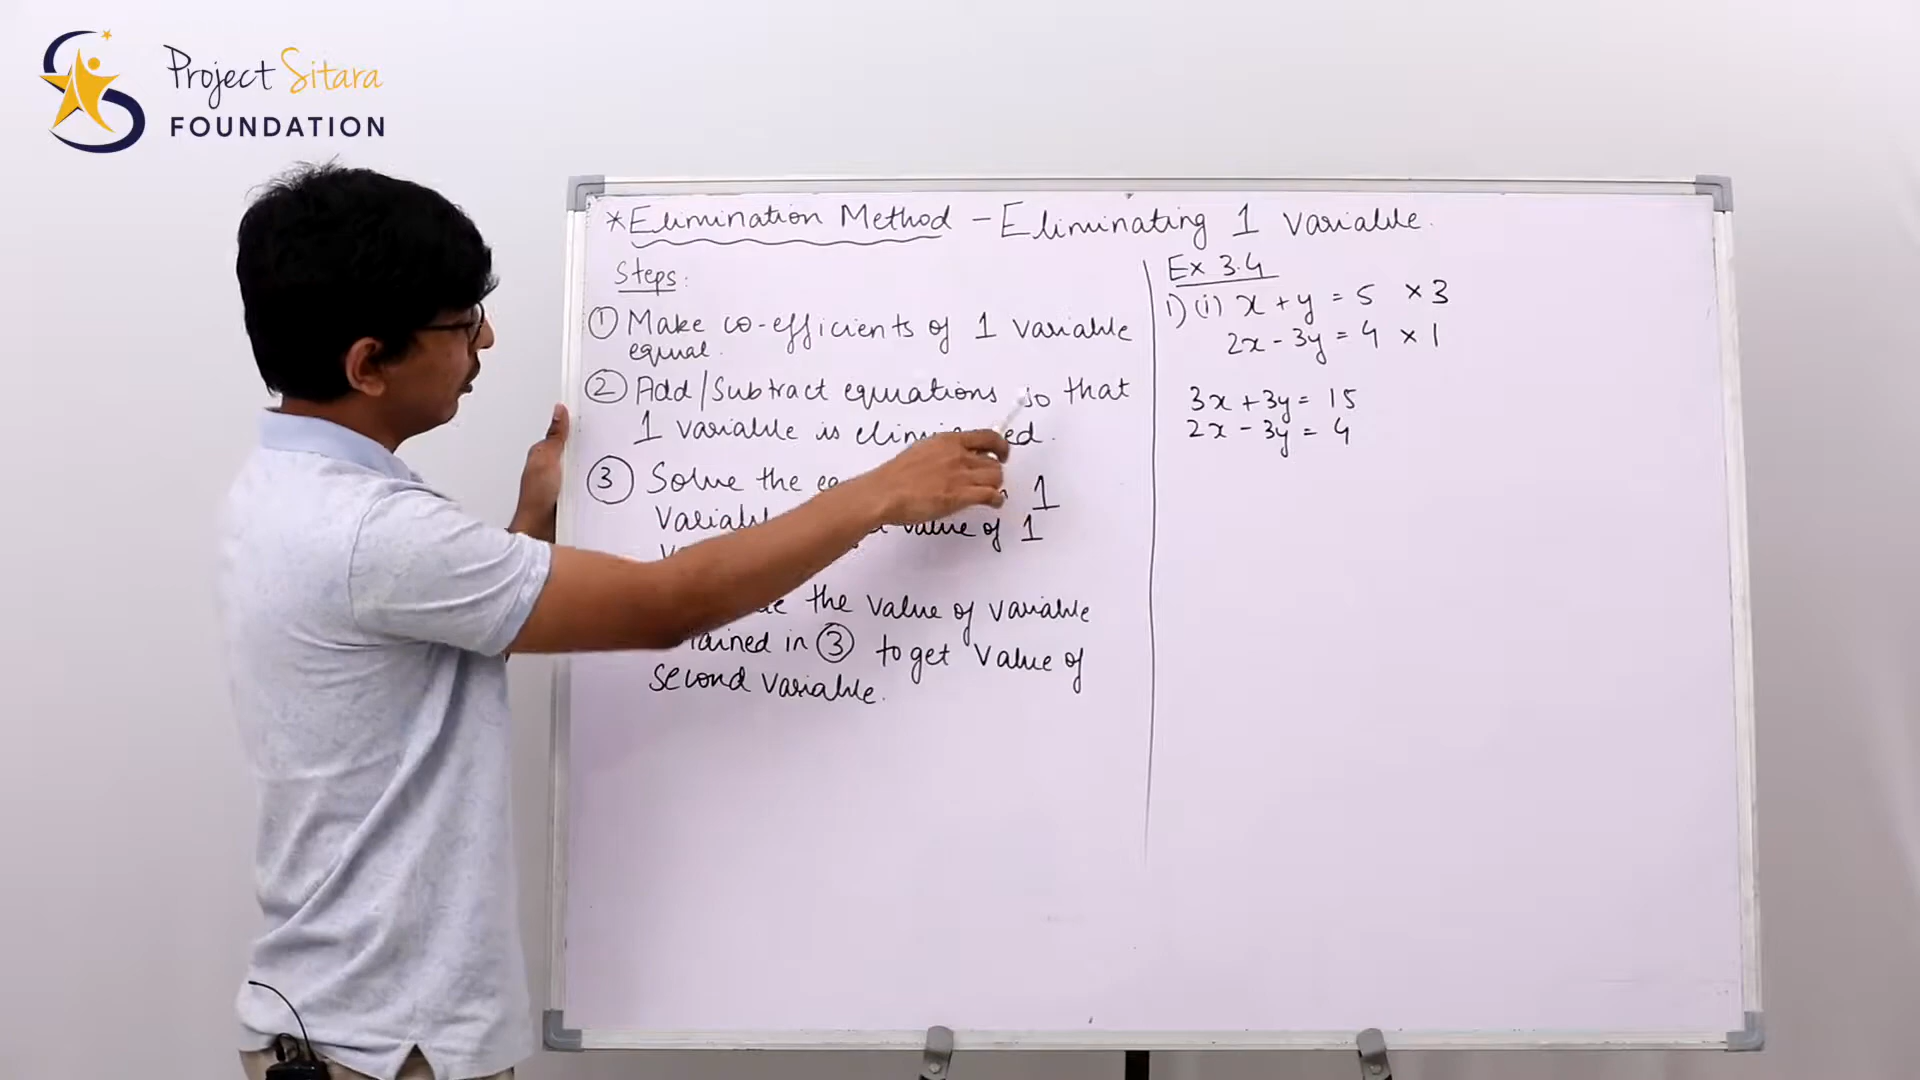 Project Sitara
FOUNDATION
*Elimination Method - Eliminating 1 variable.
Steps:
① Make co-efficients of 1 variable
equal.
② Add/Subtract equations so that
1 variable is
③ Solve the 1
value of 1
the value of variable
in ③ to get value of
second variable.
Ex 3.4
1) (i) x + y = 5 × 3
2x - 3y = 4 × 1
3x + 3y = 15
2x - 3y = 4